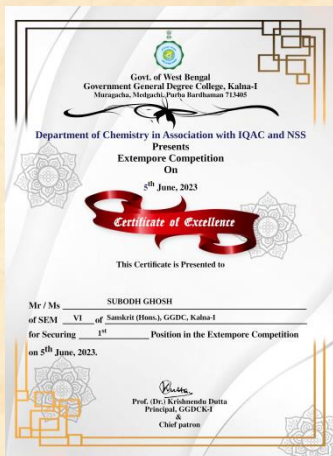 Govt. of West Bengal
Government General Degree College, Kalna-I
Muragacha, Medgachi, Purba Bardhaman 713405
Department of Chemistry in Association with IQAC and NSS
Presents
Extempore Competition
On
5th June, 2023
Certificate of Excellence
This Certificate is Presented to
Mr / Ms SUBODH GHOSH
of SEM VI of Sanskrit (Hons.), GGDC, Kalna-I
for Securing 1st Position in the Extempore Competition
on 5th June, 2023.
KDutta
Prof. (Dr.) Krishnendu Dutta
Principal, GGDCK-I
&
Chief patron